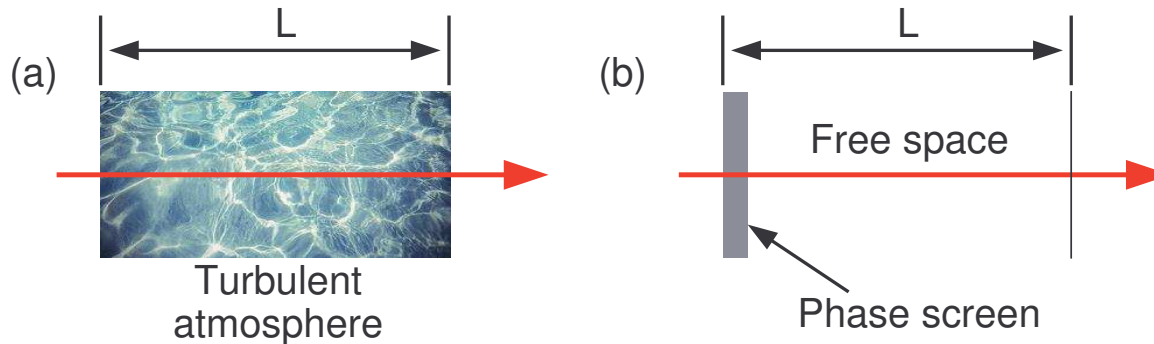 L
(a)
Turbulent
atmosphere
L
(b)
Free space
Phase screen